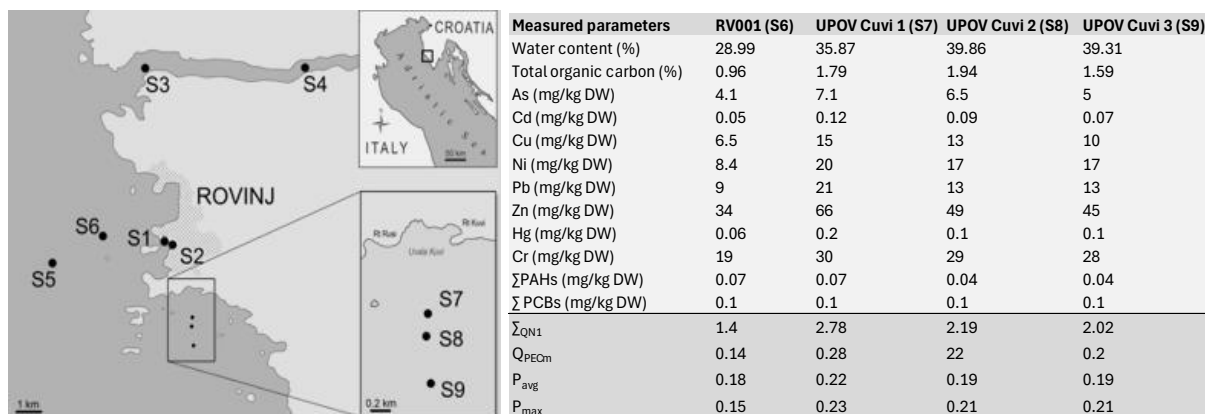 CROATIA
Adriatic Sea
ITALY
50 km
S3
S4
ROVINJ
S6
S1
S2
S5
Rt Kuvi
Uvala Kuvi
S7
S8
S9
1 km
0.2 km
Measured parameters RV001 (S6) UPOV Cuvi 1 (S7) UPOV Cuvi 2 (S8) UPOV Cuvi 3 (S9)
Water content (%) 28.99 35.87 39.86 39.31
Total organic carbon (%) 0.96 1.79 1.94 1.59
As (mg/kg DW) 4.1 7.1 6.5 5
Cd (mg/kg DW) 0.05 0.12 0.09 0.07
Cu (mg/kg DW) 6.5 15 13 10
Ni (mg/kg DW) 8.4 20 17 17
Pb (mg/kg DW) 9 21 13 13
Zn (mg/kg DW) 34 66 49 45
Hg (mg/kg DW) 0.06 0.2 0.1 0.1
Cr (mg/kg DW) 19 30 29 28
∑PAHs (mg/kg DW) 0.07 0.07 0.04 0.04
∑ PCBs (mg/kg DW) 0.1 0.1 0.1 0.1
∑QN1 1.4 2.78 2.19 2.02
QPECm 0.14 0.28 22 0.2
Pavg 0.18 0.22 0.19 0.19
Pmax 0.15 0.23 0.21 0.21